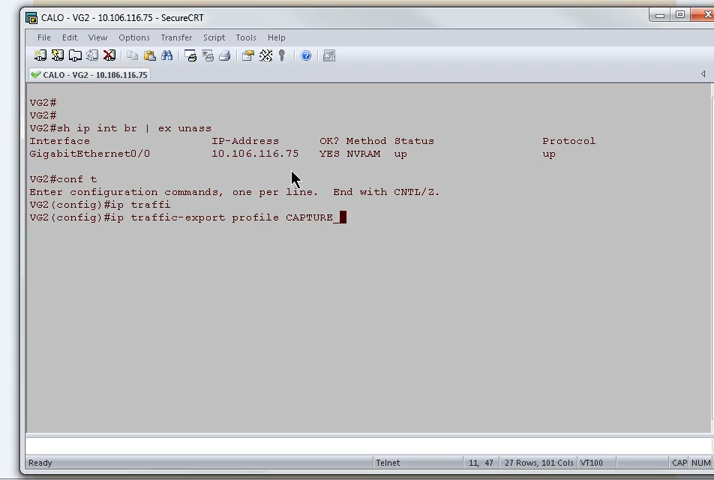 CALO - VG2 - 10.106.116.75 - SecureCRT
File Edit View Options Transfer Script Tools Help
CALO - VG2 - 10.106.116.75
VG2#
VG2#
VG2#sh ip int br | ex unass
Interface IP-Address OK? Method Status Protocol
GigabitEthernet0/0 10.106.116.75 YES NVRAM up up
VG2#conf t
Enter configuration commands, one per line. End with CNTL/Z.
VG2(config)#ip traffi
VG2(config)#ip traffic-export profile CAPTURE_
Ready Telnet 11, 47 27 Rows, 101 Cols VT100 CAP NUM